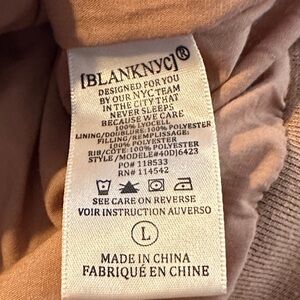 [BLANKNYC]®
DESIGNED FOR YOU
BY OUR NYC TEAM
IN THE CITY THAT
NEVER SLEEPS
BECAUSE WE CARE
100% LYOCELL
LINING/DOUBLURE: 100% POLYESTER
FILLING/REMPLISSAGE:
100% POLYESTER
RIB/CÔTE: 100% POLYESTER
STYLE/MODELE#40DJ6423
PO# 118533
RN# 114542
SEE CARE ON REVERSE
VOIR INSTRUCTION AUVERSO
L
MADE IN CHINA
FABRIQUÉ EN CHINE